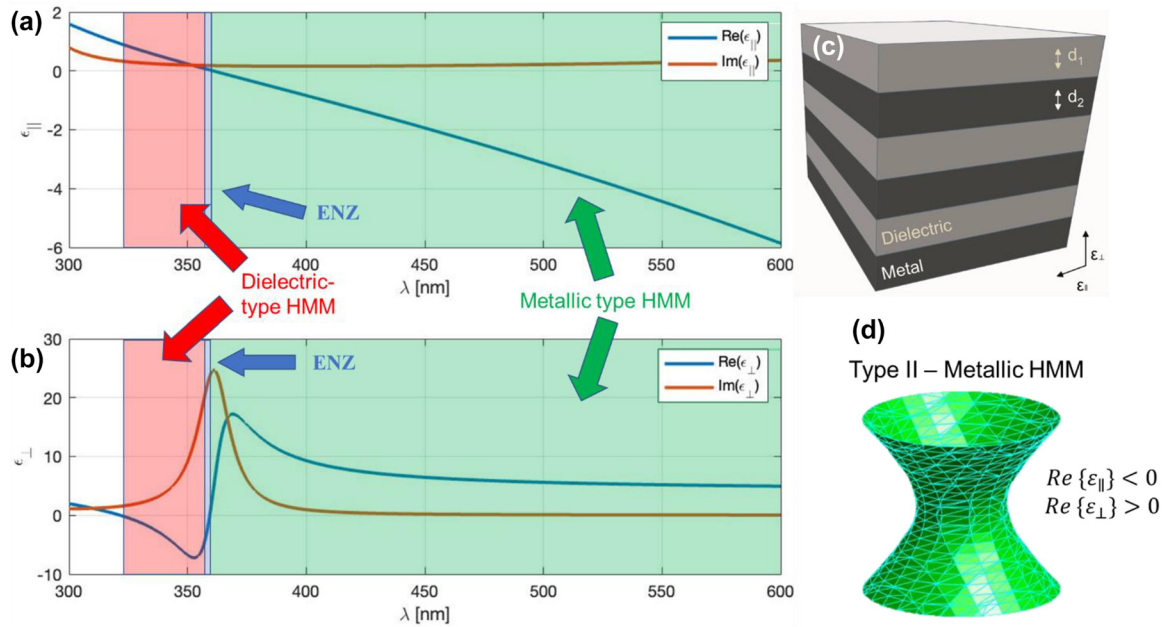 (a)
2
0
-2
-4
-6
ϵ||
Re(ϵ||)
Im(ϵ||)
ENZ
300 350 400 450 500 550 600
λ [nm]
Dielectric-
type HMM
Metallic type HMM
(b)
30
20
10
0
-10
ϵ⊥
ENZ
Re(ϵ⊥)
Im(ϵ⊥)
300 350 400 450 500 550 600
λ [nm]
(c)
d₁
d₂
Dielectric
Metal
ε⊥
ε||
(d)
Type II – Metallic HMM
Re {ε∥} < 0
Re {ε⊥} > 0